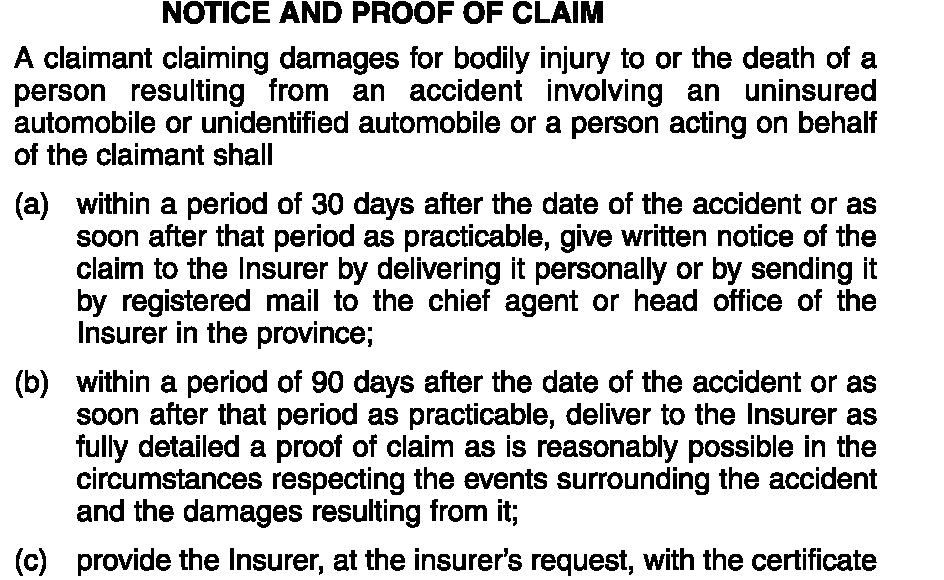 NOTICE AND PROOF OF CLAIM
A claimant claiming damages for bodily injury to or the death of a
person resulting from an accident involving an uninsured
automobile or unidentified automobile or a person acting on behalf
of the claimant shall
(a) within a period of 30 days after the date of the accident or as
soon after that period as practicable, give written notice of the
claim to the Insurer by delivering it personally or by sending it
by registered mail to the chief agent or head office of the
Insurer in the province;
(b) within a period of 90 days after the date of the accident or as
soon after that period as practicable, deliver to the Insurer as
fully detailed a proof of claim as is reasonably possible in the
circumstances respecting the events surrounding the accident
and the damages resulting from it;
(c) provide the Insurer, at the insurer's request, with the certificate